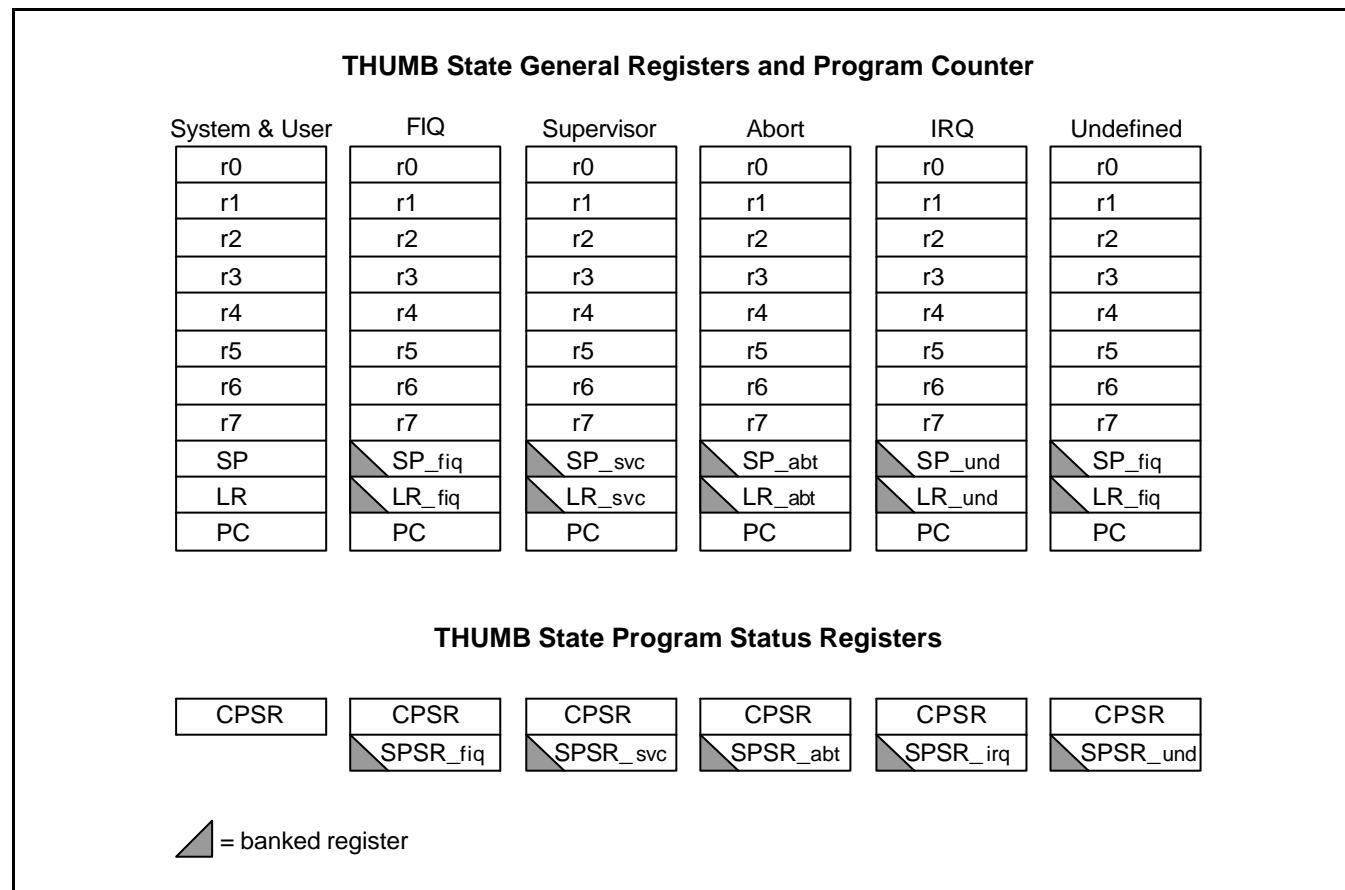 THUMB State General Registers and Program Counter
System & User FIQ Supervisor Abort IRQ Undefined
r0 r0 r0 r0 r0 r0
r1 r1 r1 r1 r1 r1
r2 r2 r2 r2 r2 r2
r3 r3 r3 r3 r3 r3
r4 r4 r4 r4 r4 r4
r5 r5 r5 r5 r5 r5
r6 r6 r6 r6 r6 r6
r7 r7 r7 r7 r7 r7
SP SP_fiq SP_svc SP_abt SP_und SP_fiq
LR LR_fiq LR_svc LR_abt LR_und LR_fiq
PC PC PC PC PC PC
THUMB State Program Status Registers
CPSR CPSR CPSR CPSR CPSR CPSR
SPSR_fiq SPSR_svc SPSR_abt SPSR_irq SPSR_und
= banked register